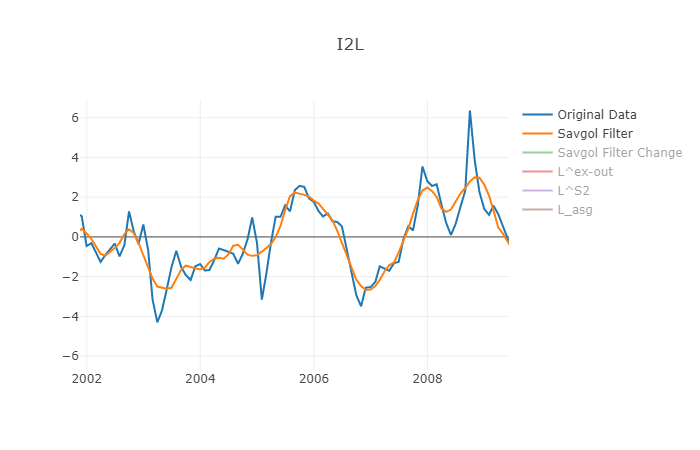 I2L
6
4
2
0
−2
−4
−6
2002
2004
2006
2008
Original Data
Savgol Filter
Savgol Filter Change
L^ex-out
L^S2
L_asg